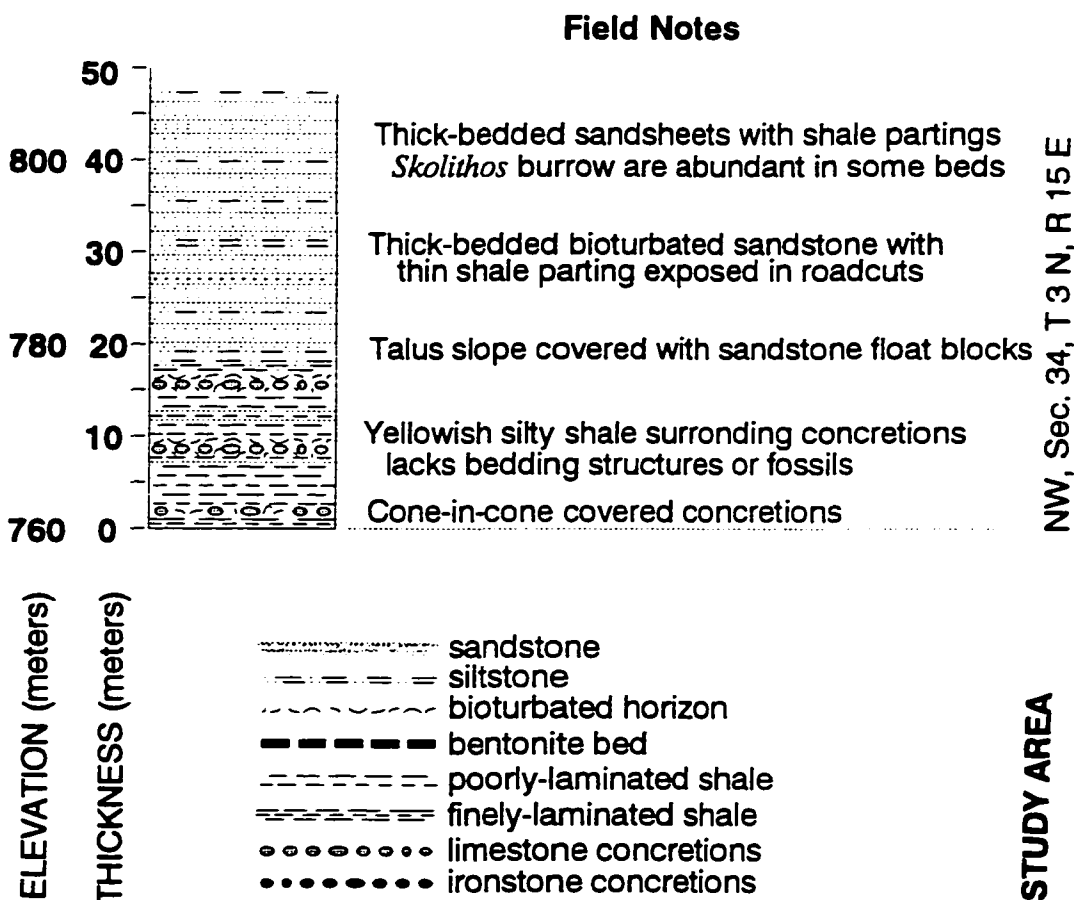 Field Notes
50
Thick-bedded sandsheets with shale partings
800 40
Skolithos burrow are abundant in some beds
30
Thick-bedded bioturbated sandstone with
thin shale parting exposed in roadcuts
780 20
Talus slope covered with sandstone float blocks
10
Yellowish silty shale surronding concretions
lacks bedding structures or fossils
760 0
Cone-in-cone covered concretions
NW, Sec. 34, T 3 N, R 15 E
ELEVATION (meters)
THICKNESS (meters)
sandstone
siltstone
bioturbated horizon
bentonite bed
poorly-laminated shale
finely-laminated shale
limestone concretions
ironstone concretions
STUDY AREA